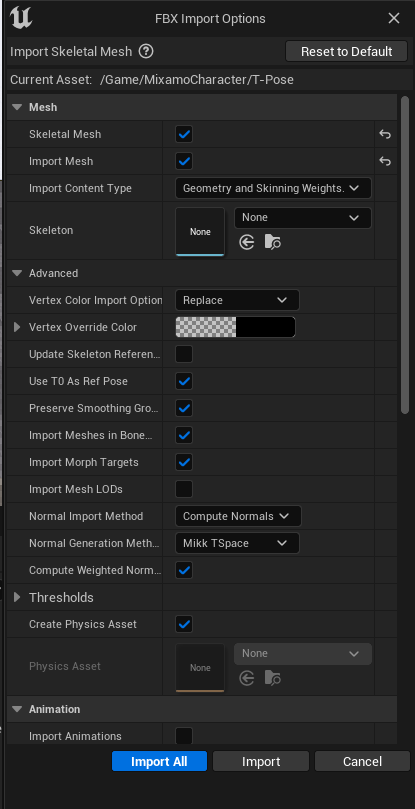 FBX Import Options
Import Skeletal Mesh ? Reset to Default
Current Asset: /Game/MixamoCharacter/T-Pose
Mesh
Skeletal Mesh
Import Mesh
Import Content Type Geometry and Skinning Weights.
Skeleton None None
Advanced
Vertex Color Import Option Replace
Vertex Override Color
Update Skeleton Referen...
Use T0 As Ref Pose
Preserve Smoothing Gro...
Import Meshes in Bone...
Import Morph Targets
Import Mesh LODs
Normal Import Method Compute Normals
Normal Generation Meth... Mikk TSpace
Compute Weighted Norm...
Thresholds
Create Physics Asset
Physics Asset None None
Animation
Import Animations
Import All Import Cancel